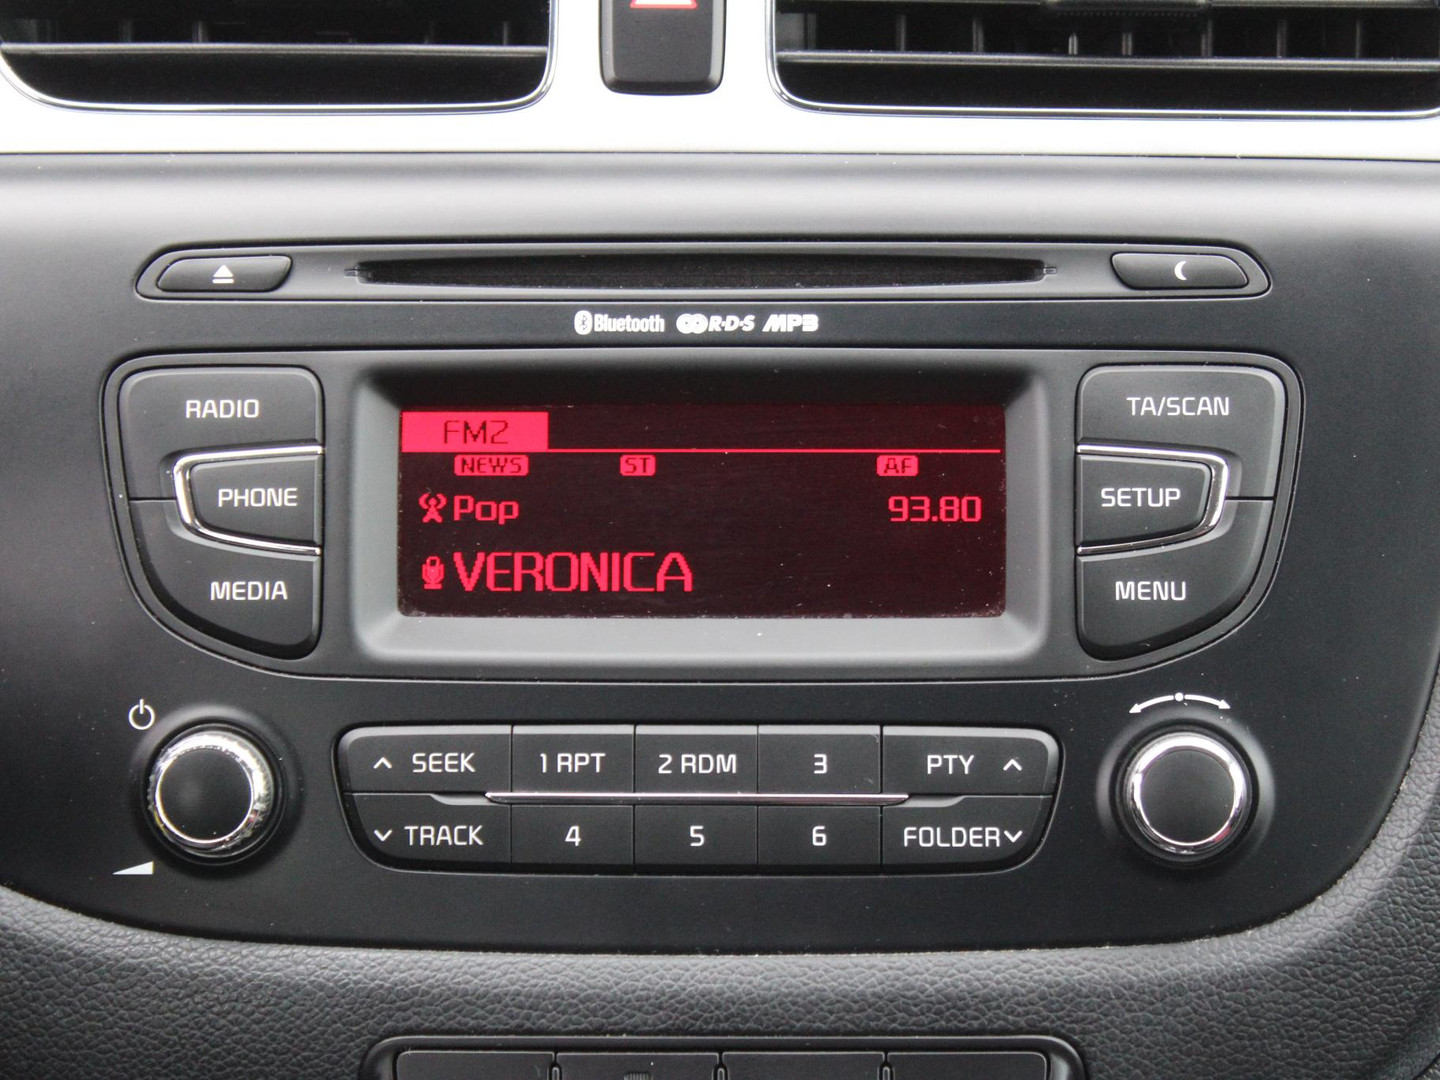 Bluetooth R·D·S MP3
RADIO
PHONE
MEDIA
FM2
NEWS ST AF
Pop 93.80
VERONICA
TA/SCAN
SETUP
MENU
SEEK 1 RPT 2 RDM 3 PTY
TRACK 4 5 6 FOLDER